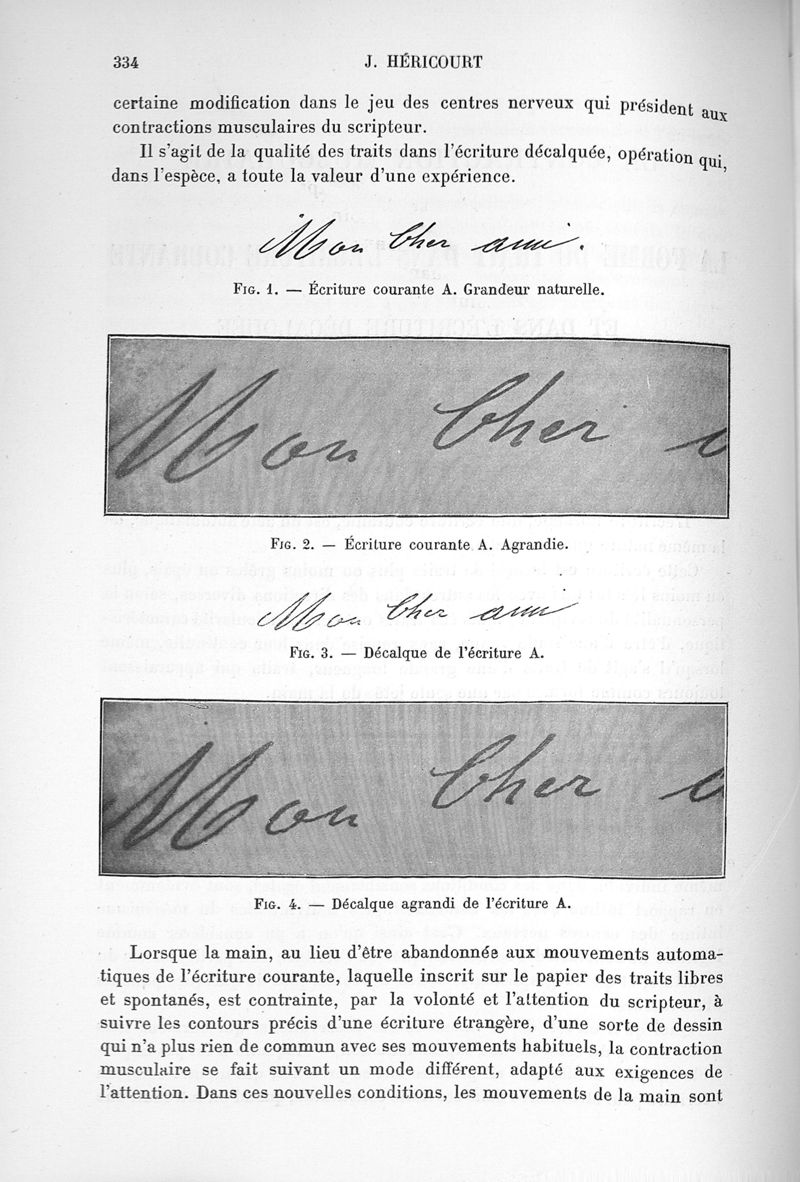 334
J. HÉRICOURT
certaine modification dans le jeu des centres nerveux qui président aux
contractions musculaires du scripteur.
Il s'agit de la qualité des traits dans l'écriture décalquée, opération qui,
dans l'espèce, a toute la valeur d'une expérience.
Mon Cher ami.
FIG. 1. — Écriture courante A. Grandeur naturelle.
Mon Cher a
FIG. 2. — Écriture courante A. Agrandie.
Mon Cher ami
FIG. 3. — Décalque de l'écriture A.
Mon Cher a
FIG. 4. — Décalque agrandi de l'écriture A.
Lorsque la main, au lieu d'être abandonnée aux mouvements automa-
tiques de l'écriture courante, laquelle inscrit sur le papier des traits libres
et spontanés, est contrainte, par la volonté et l'attention du scripteur, à
suivre les contours précis d'une écriture étrangère, d'une sorte de dessin
qui n'a plus rien de commun avec ses mouvements habituels, la contraction
musculaire se fait suivant un mode différent, adapté aux exigences de
l'attention. Dans ces nouvelles conditions, les mouvements de la main sont